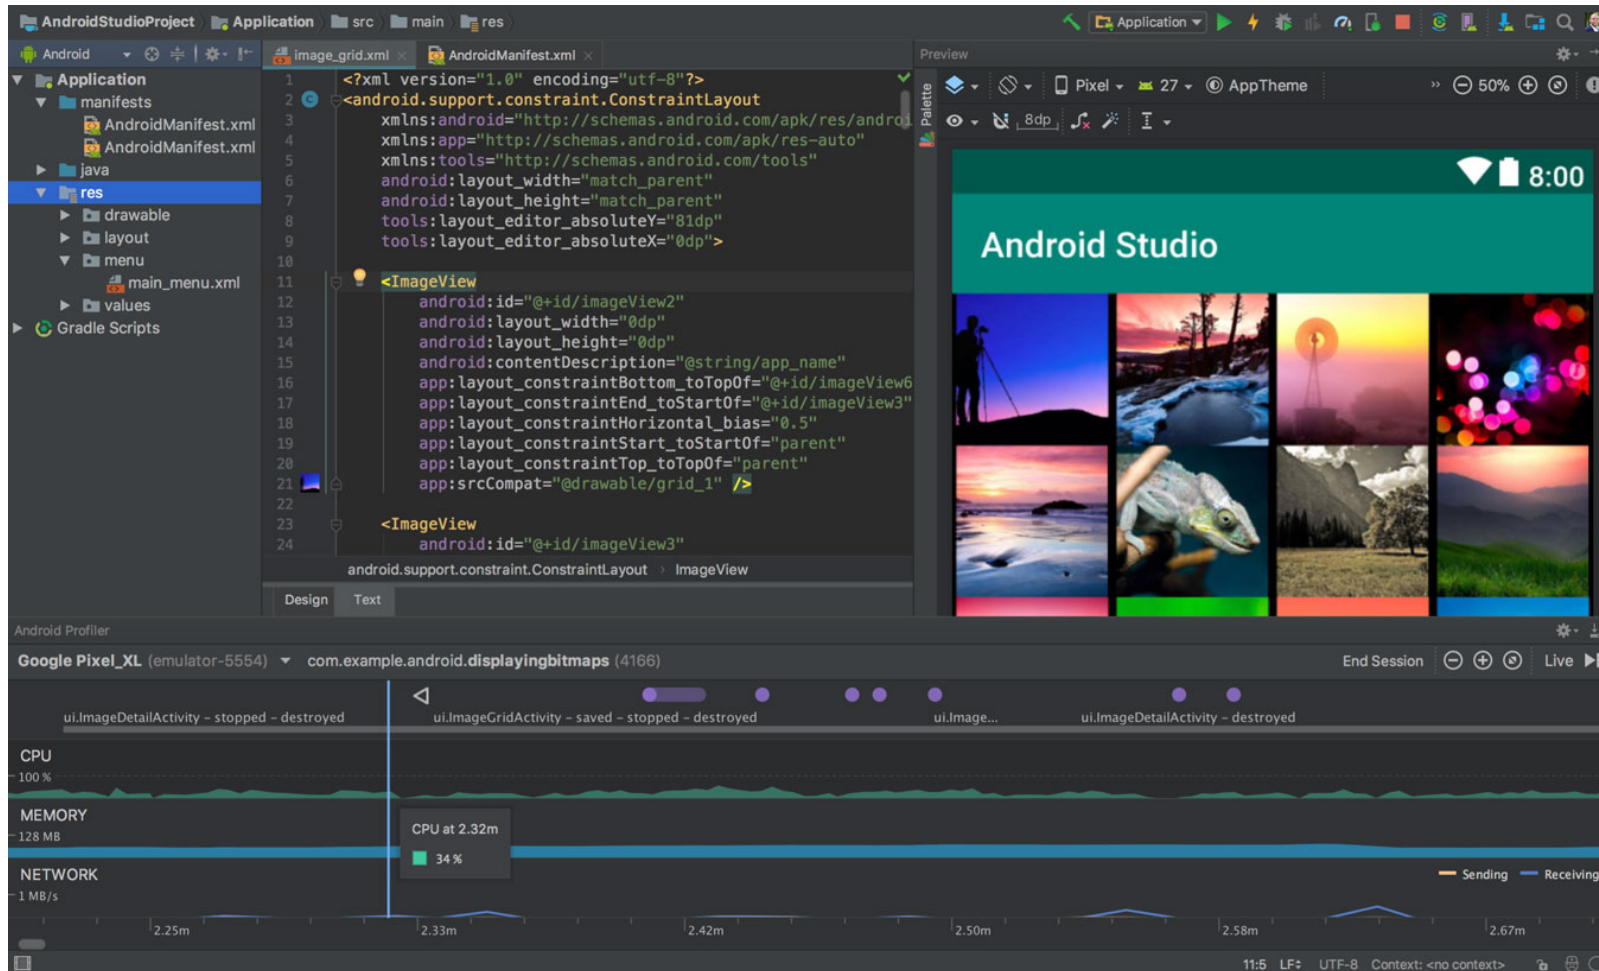 AndroidStudioProject Application src main res Application
Android image_grid.xml AndroidManifest.xml Preview
Application
manifests
AndroidManifest.xml
AndroidManifest.xml
java
res
drawable
layout
menu
main_menu.xml
values
Gradle Scripts
1 <?xml version="1.0" encoding="utf-8"?>
2 <android.support.constraint.ConstraintLayout
3 xmlns:android="http://schemas.android.com/apk/res/androi
4 xmlns:app="http://schemas.android.com/apk/res-auto"
5 xmlns:tools="http://schemas.android.com/tools"
6 android:layout_width="match_parent"
7 android:layout_height="match_parent"
8 tools:layout_editor_absoluteY="81dp"
9 tools:layout_editor_absoluteX="0dp">
10
11 <ImageView
12 android:id="@+id/imageView2"
13 android:layout_width="0dp"
14 android:layout_height="0dp"
15 android:contentDescription="@string/app_name"
16 app:layout_constraintBottom_toTopOf="@+id/imageView6
17 app:layout_constraintEnd_toStartOf="@+id/imageView3"
18 app:layout_constraintHorizontal_bias="0.5"
19 app:layout_constraintStart_toStartOf="parent"
20 app:layout_constraintTop_toTopOf="parent"
21 app:srcCompat="@drawable/grid_1" />
22
23 <ImageView
24 android:id="@+id/imageView3"
android.support.constraint.ConstraintLayout › ImageView
Design Text
Palette
Pixel 27 AppTheme » 50%
8dp
8:00
Android Studio
Android Profiler
Google Pixel_XL (emulator-5554) com.example.android.displayingbitmaps (4166) End Session Live
ui.ImageDetailActivity – stopped – destroyed ui.ImageGridActivity – saved – stopped – destroyed ui.Image... ui.ImageDetailActivity – destroyed
CPU
100 %
MEMORY
128 MB
CPU at 2.32m
34 %
NETWORK Sending Receiving
1 MB/s
2.25m 2.33m 2.42m 2.50m 2.58m 2.67m
11:5 LF UTF-8 Context: <no context>